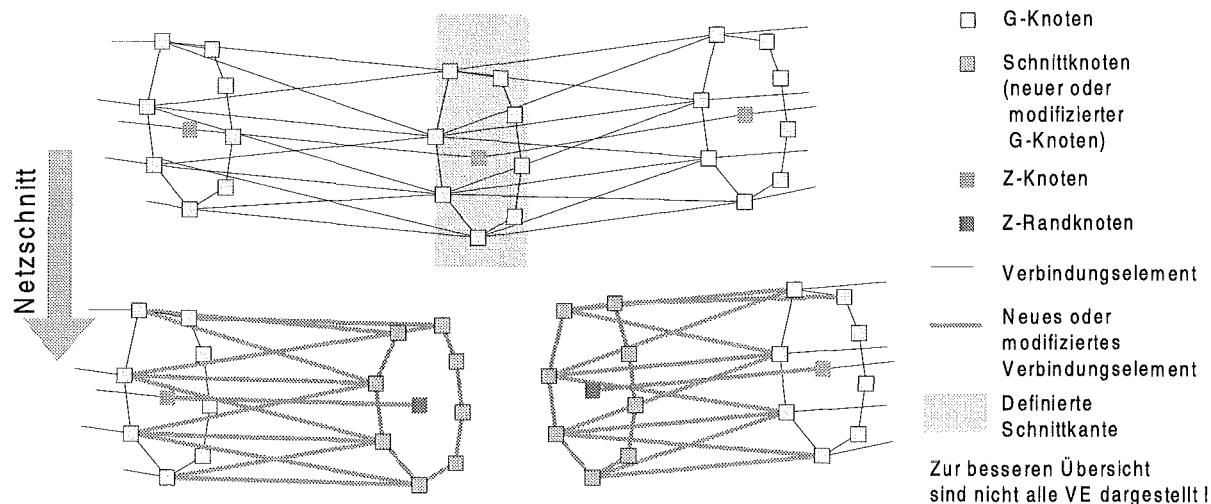 Netzschnitt
G-Knoten
Schnittknoten
(neuer oder
modifizierter
G-Knoten)
Z-Knoten
Z-Randknoten
Verbindungselement
Neues oder
modifiziertes
Verbindungselement
Definierte
Schnittkante
Zur besseren Übersicht
sind nicht alle VE dargestellt !